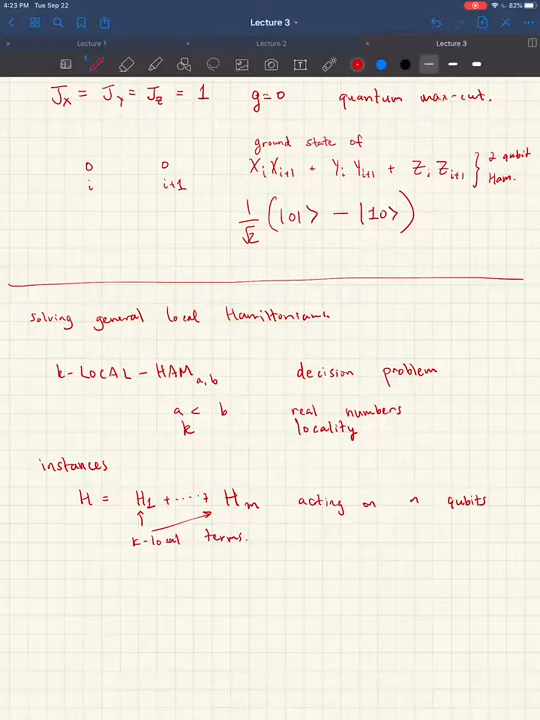 4:23 PM Tue Sep 22
82%
Lecture 3
Lecture 1 Lecture 2 Lecture 3
J_X = J_Y = J_Z = 1 g=0 quantum max-cut.
ground state of
X_i X_{i+1} + Y_i Y_{i+1} + Z_i Z_{i+1} } 2 qubit
Ham.
0 0
i i+1
1/√2 (|01> - |10>)
solving general local Hamiltonians.
k-LOCAL-HAM_{a,b} decision problem
a < b real numbers
k locality
instances
H = H_1 + ..... + H_m acting on n qubits
k-local terms.